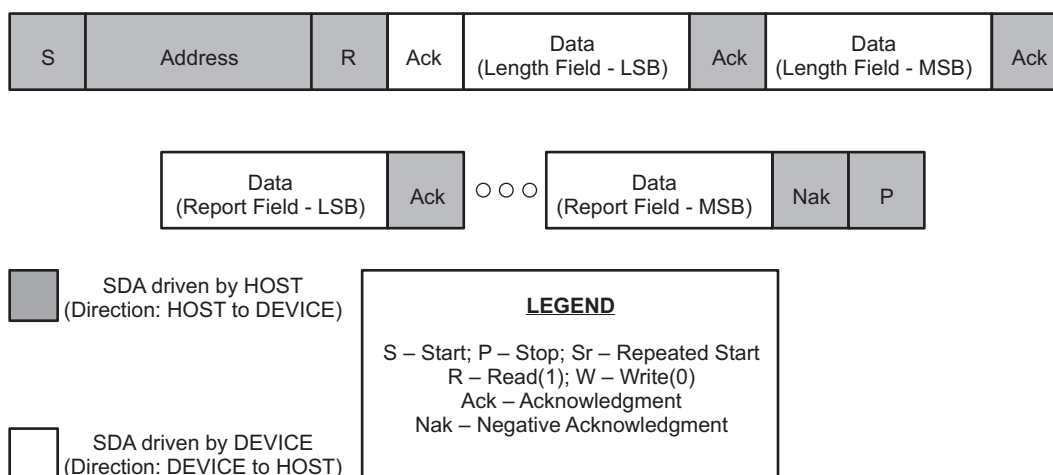 S Address R Ack Data (Length Field - LSB) Ack Data (Length Field - MSB) Ack
Data (Report Field - LSB) Ack Data (Report Field - MSB) Nak P
SDA driven by HOST
(Direction: HOST to DEVICE)
LEGEND
S – Start; P – Stop; Sr – Repeated Start
R – Read(1); W – Write(0)
Ack – Acknowledgment
Nak – Negative Acknowledgment
SDA driven by DEVICE
(Direction: DEVICE to HOST)